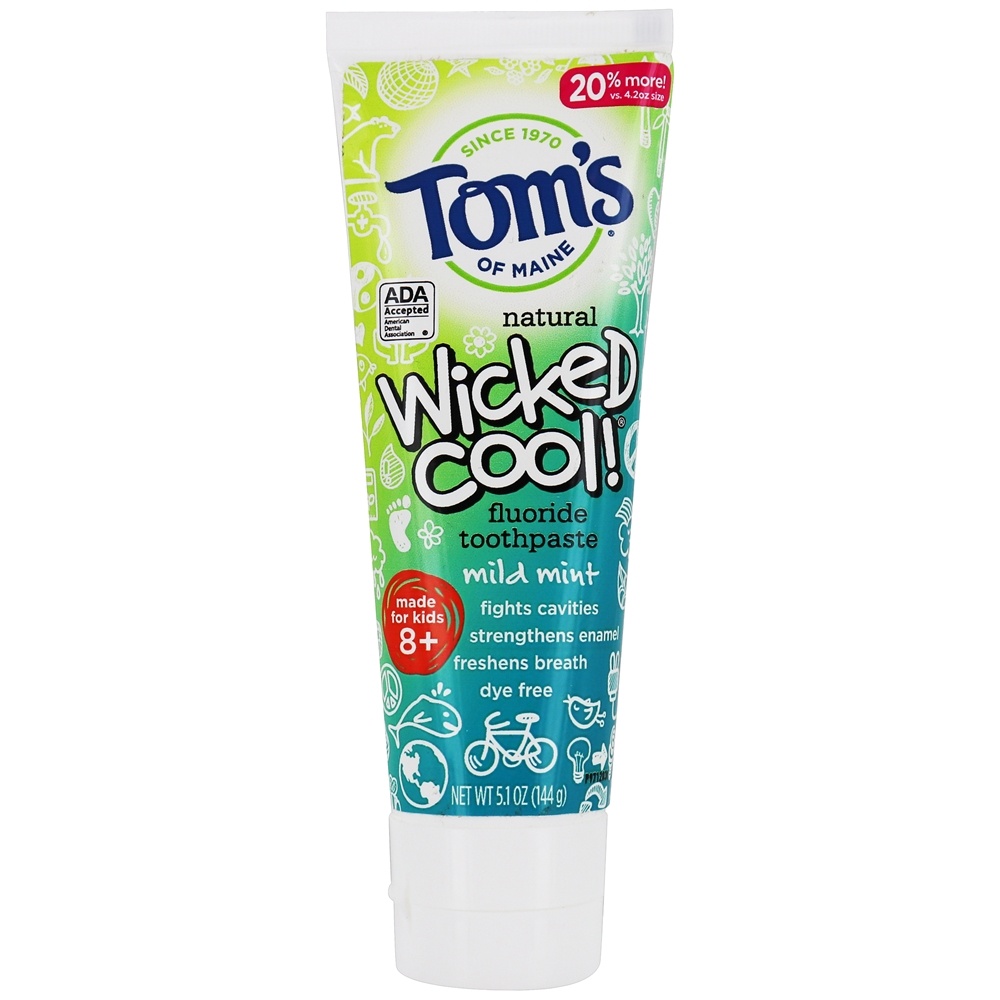 20% more!
vs. 4.2oz size
SINCE 1970
Tom's®
OF MAINE
ADA
Accepted
American
Dental
Association ®
natural
Wicked
Cool!®
fluoride
toothpaste
mild mint
made
for kids
8+
fights cavities
strengthens enamel
freshens breath
dye free
NET WT 5.1 OZ (144 g)